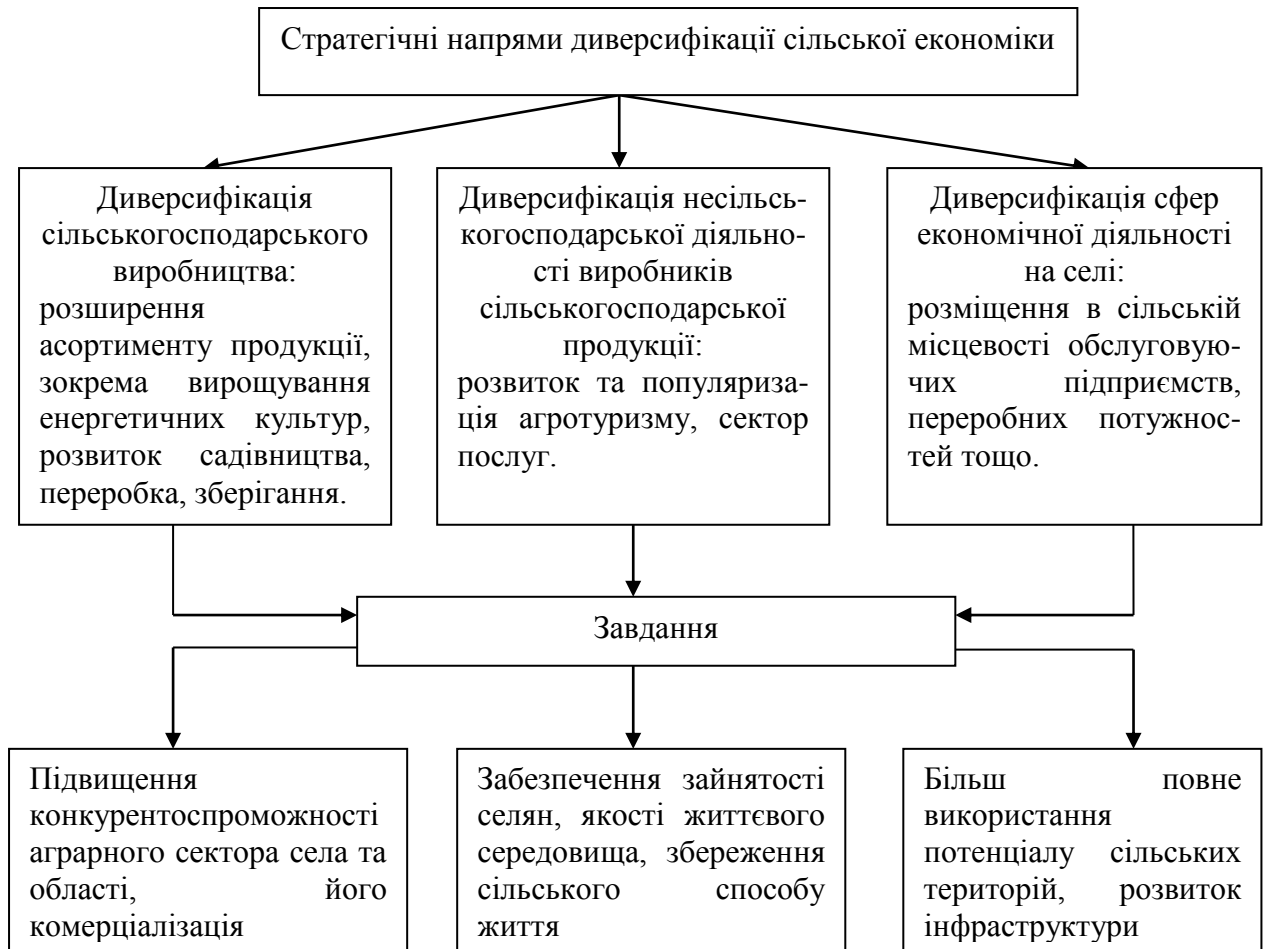 Стратегічні напрями диверсифікації сільської економіки
Диверсифікація
сільськогосподарського
виробництва:
розширення
асортименту продукції,
зокрема вирощування
енергетичних культур,
розвиток садівництва,
переробка, зберігання.
Диверсифікація несільсь-
когосподарської діяльно-
сті виробників
сільськогосподарської
продукції:
розвиток та популяриза-
ція агротуризму, сектор
послуг.
Диверсифікація сфер
економічної діяльності
на селі:
розміщення в сільській
місцевості обслуговую-
чих підприємств,
переробних потужнос-
тей тощо.
Завдання
Підвищення
конкурентоспроможності
аграрного сектора села та
області, його
комерціалізація
Забезпечення зайнятості
селян, якості життєвого
середовища, збереження
сільського способу
життя
Більш повне
використання
потенціалу сільських
територій, розвиток
інфраструктури